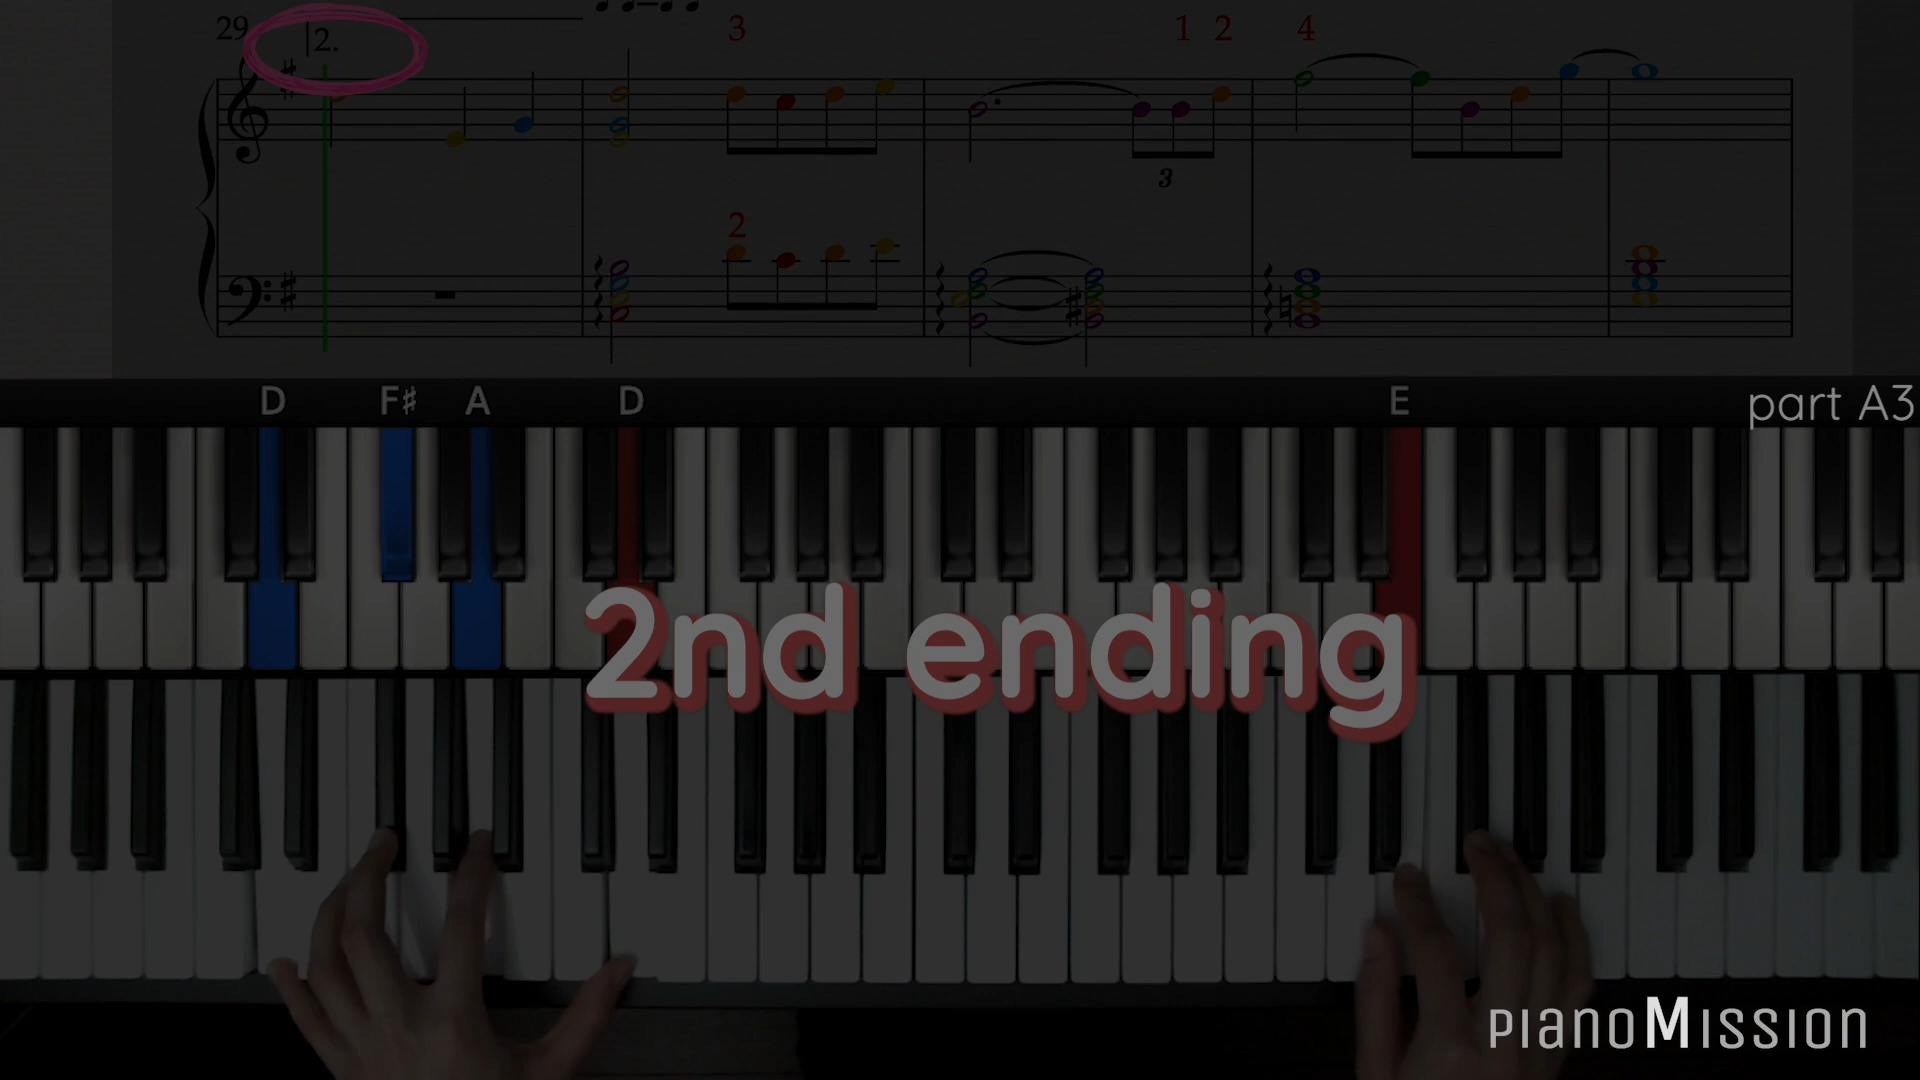 29 2.
3 1 2 4
3
2
D F♯ A D E part A3
2nd ending
pianoMission